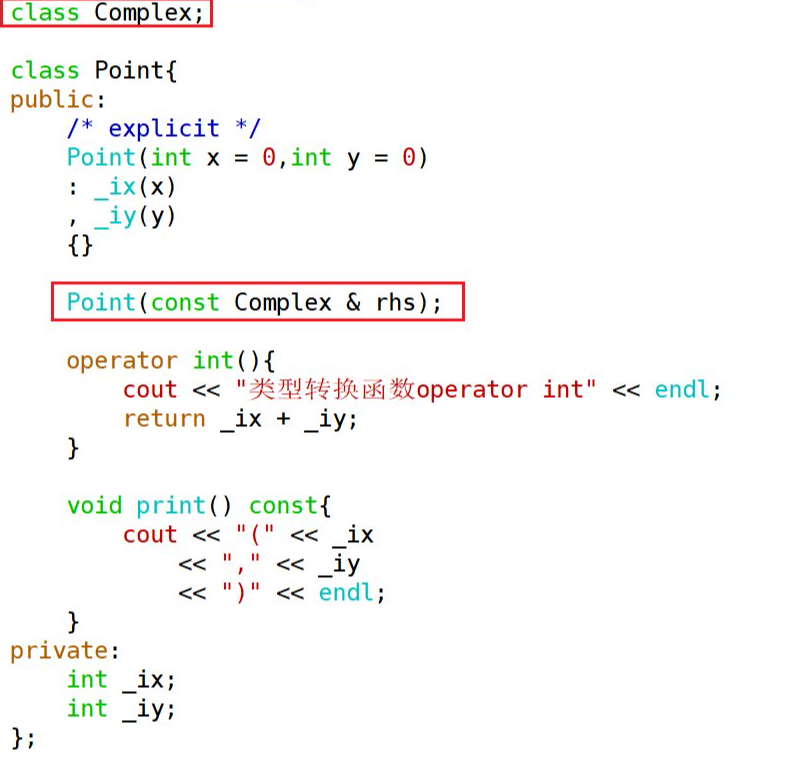 class Complex;
class Point{
public:
    /* explicit */
    Point(int x = 0,int y = 0)
    : _ix(x)
    , _iy(y)
    {}
    Point(const Complex & rhs);
    operator int(){
        cout << "类型转换函数operator int" << endl;
        return _ix + _iy;
    }
    void print() const{
        cout << "(" << _ix
            << "," << _iy
            << ")" << endl;
    }
private:
    int _ix;
    int _iy;
};